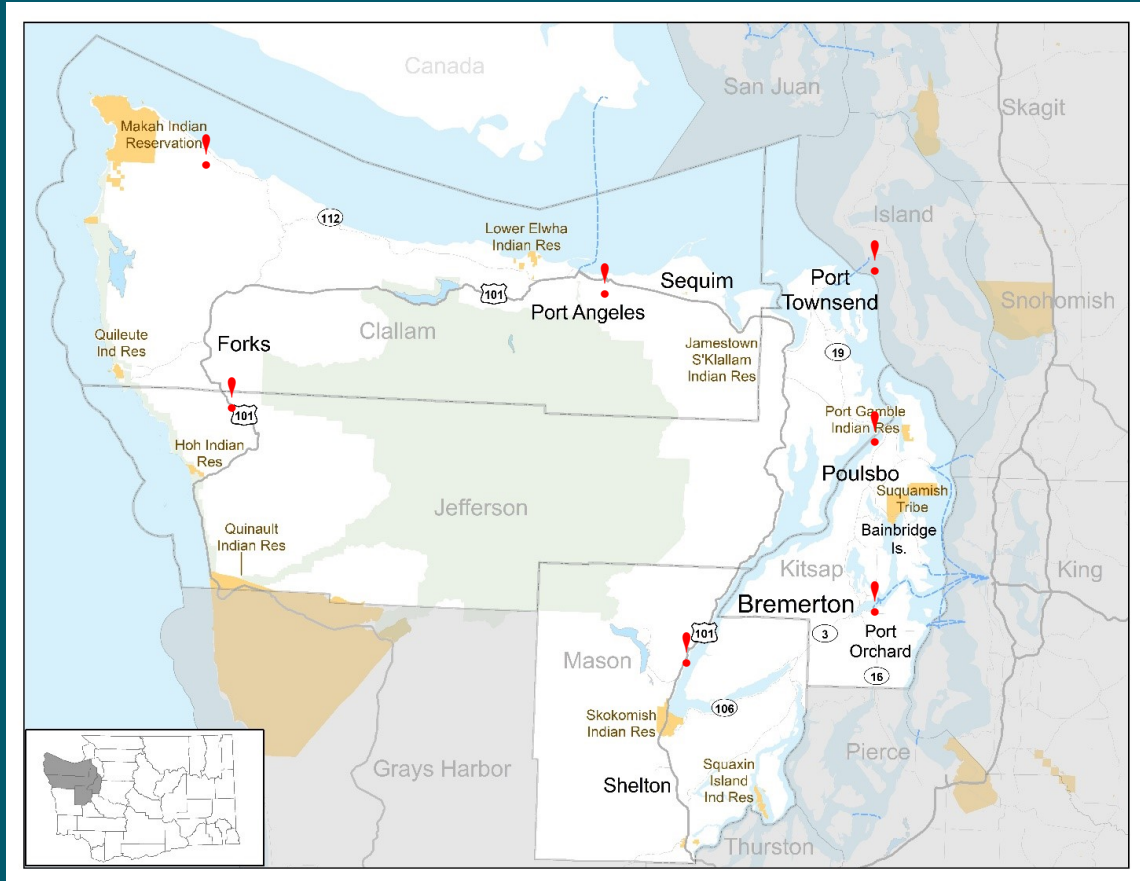 Canada
San Juan
Skagit
Makah Indian
Reservation
Island
112
Lower Elwha
Indian Res
Sequim
Port
Townsend
Snohomish
101
Port Angeles
Clallam
Quileute
Ind Res
Forks
Jamestown
S'Klallam
Indian Res
19
101
Port Gamble
Indian Res
Hoh Indian
Res
Poulsbo
Suquamish
Tribe
Jefferson
Quinault
Indian Res
Bainbridge
Is.
Kitsap
King
Bremerton
101
3
Port
Orchard
Mason
16
106
Skokomish
Indian Res
Pierce
Grays Harbor
Shelton
Squaxin
Island
Ind Res
Thurston